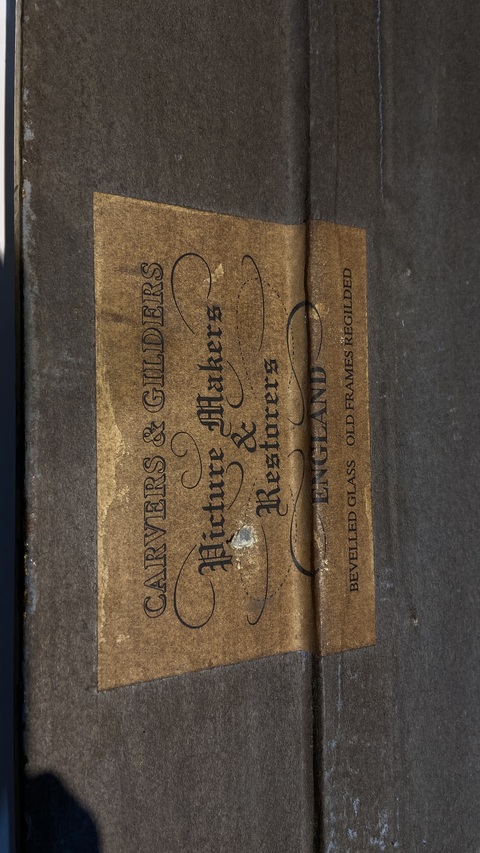 CARVERS & GILDERS
Picture Makers
&
Restorers
ENGLAND
BEVELLED GLASS OLD FRAMES REGILDED